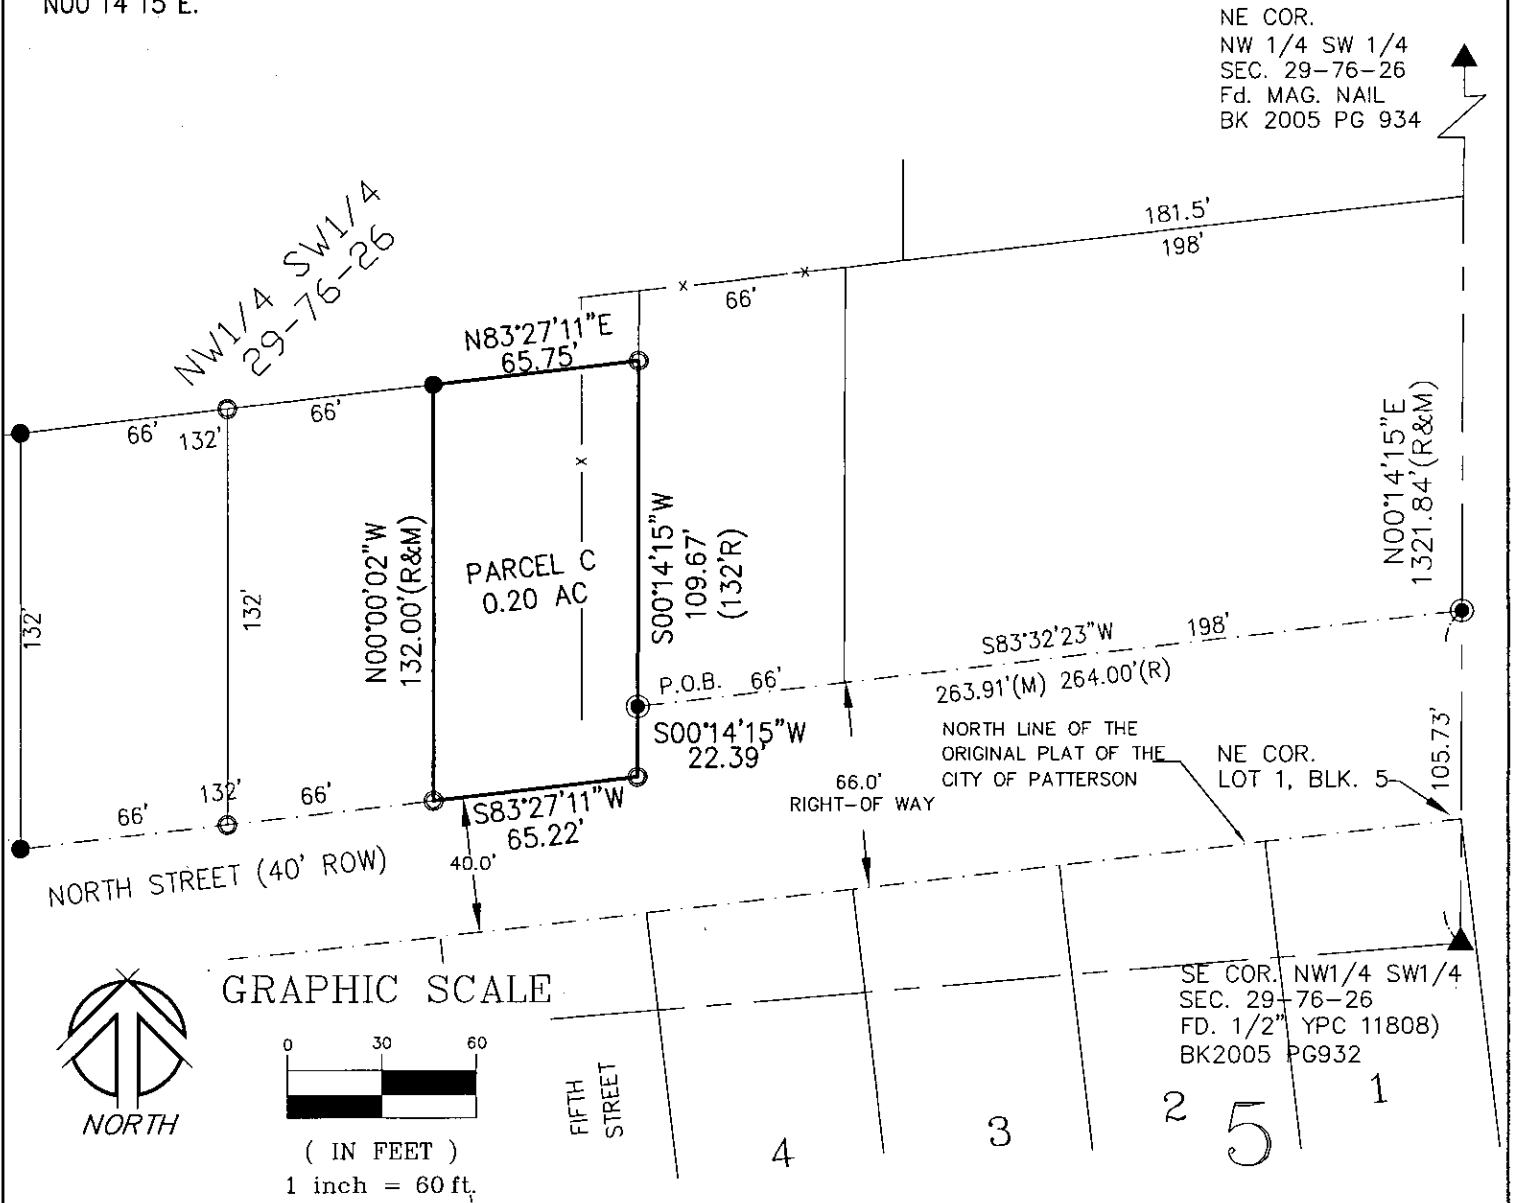 N00 14 15 E.
NE COR.
NW 1/4 SW 1/4
SEC. 29-76-26
Fd. MAG. NAIL
BK 2005 PG 934
181.5'
198'
NW1/4 SW1/4
29-76-26
66'
N83°27'11"E
65.75'
66'
132'
66'
N00°14'15"E
1321.84'(R&M)
132'
132'
N00°00'02"W
132.00'(R&M)
PARCEL C
0.20 AC
S00°14'15"W
109.67'
(132'R)
S83°32'23"W
198'
P.O.B.
66'
263.91'(M) 264.00'(R)
S00°14'15"W
22.39'
NORTH LINE OF THE
ORIGINAL PLAT OF THE
CITY OF PATTERSON
NE COR.
LOT 1, BLK. 5
105.73'
66.0'
RIGHT-OF WAY
66'
132'
66'
S83°27'11"W
65.22'
40.0'
NORTH STREET (40' ROW)
GRAPHIC SCALE
0 30 60
( IN FEET )
1 inch = 60 ft.
NORTH
FIFTH
STREET
SE COR. NW1/4 SW1/4
SEC. 29-76-26
FD. 1/2" YPC 11808)
BK2005 PG932
4
3
2
5
1